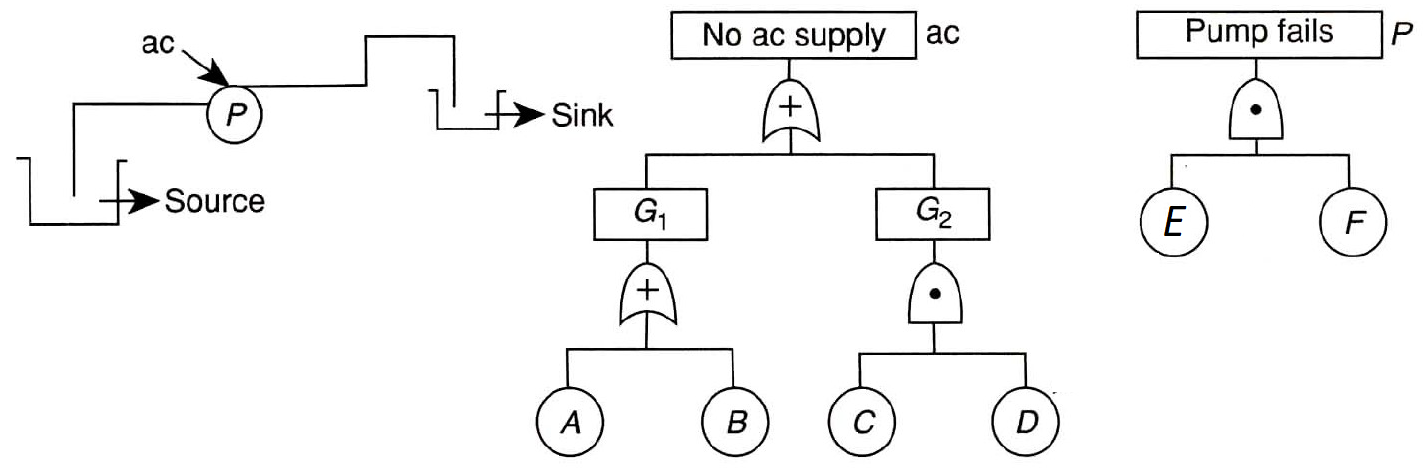 ac
P
Sink
Source
No ac supply ac
+
G₁
G₂
+
A
B
C
D
Pump fails P
E
F